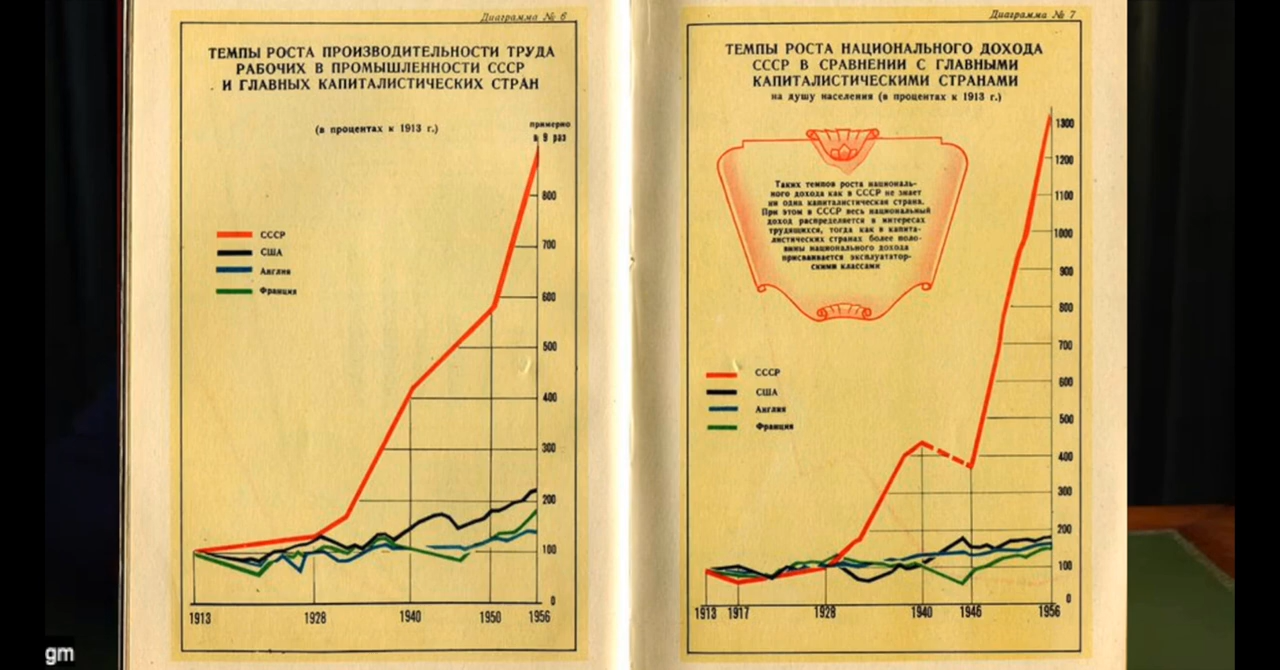 Диаграмма № 6
ТЕМПЫ РОСТА ПРОИЗВОДИТЕЛЬНОСТИ ТРУДА
РАБОЧИХ В ПРОМЫШЛЕННОСТИ СССР
И ГЛАВНЫХ КАПИТАЛИСТИЧЕСКИХ СТРАН
(в процентах к 1913 г.)
примерно
в 9 раз
800
700
600
500
400
300
200
100
0
СССР
США
Англия
Франция
1913
1928
1940
1950
1956
Диаграмма № 7
ТЕМПЫ РОСТА НАЦИОНАЛЬНОГО ДОХОДА
СССР В СРАВНЕНИИ С ГЛАВНЫМИ
КАПИТАЛИСТИЧЕСКИМИ СТРАНАМИ
на душу населения (в процентах к 1913 г.)
Таких темпов роста националь-
ного дохода как в СССР не знает
ни одна капиталистическая страна.
При этом в СССР весь национальный
доход распределяется в интересах
трудящихся, тогда как в капита-
листических странах более поло-
вины национального дохода
присваивается эксплуататор-
скими классами
1300
1200
1100
1000
900
800
700
600
500
400
300
200
100
0
СССР
США
Англия
Франция
1913
1917
1928
1940
1946
1956
gm